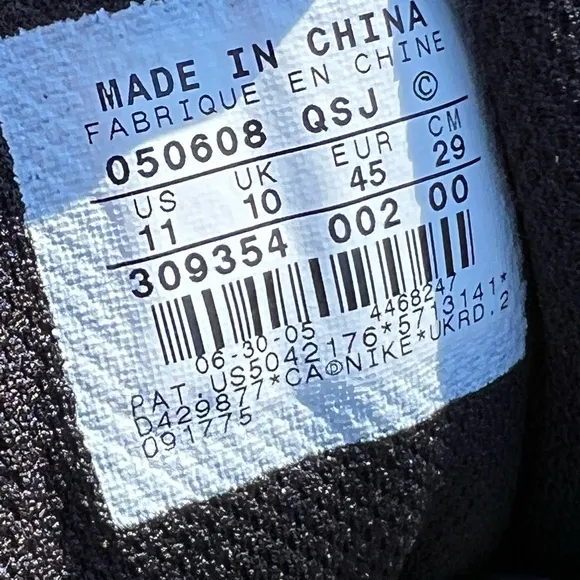 MADE IN CHINA
FABRIQUE EN CHINE
050608 QSJ ©
US UK EUR CM
11 10 45 29
309354 002 00
06-30-05 4468247
PAT.US5042176*5713141*
D429877*CA®NIKE*UKRD.2
091775